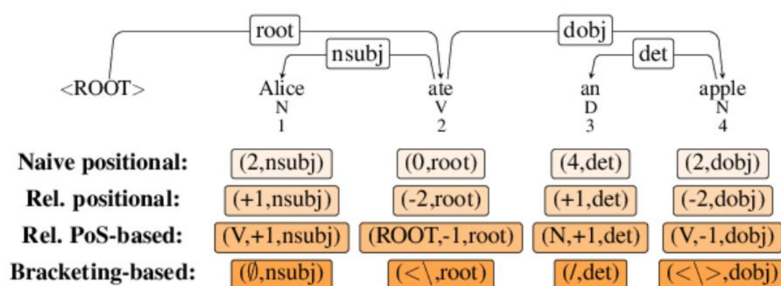 root dobj
nsubj det
<ROOT> Alice ate an apple
N V D N
1 2 3 4
Naive positional: (2,nsubj) (0,root) (4,det) (2,dobj)
Rel. positional: (+1,nsubj) (-2,root) (+1,det) (-2,dobj)
Rel. PoS-based: (V,+1,nsubj) (ROOT,-1,root) (N,+1,det) (V,-1,dobj)
Bracketing-based: (∅,nsubj) (<\,root) (/,det) (<\>,dobj)